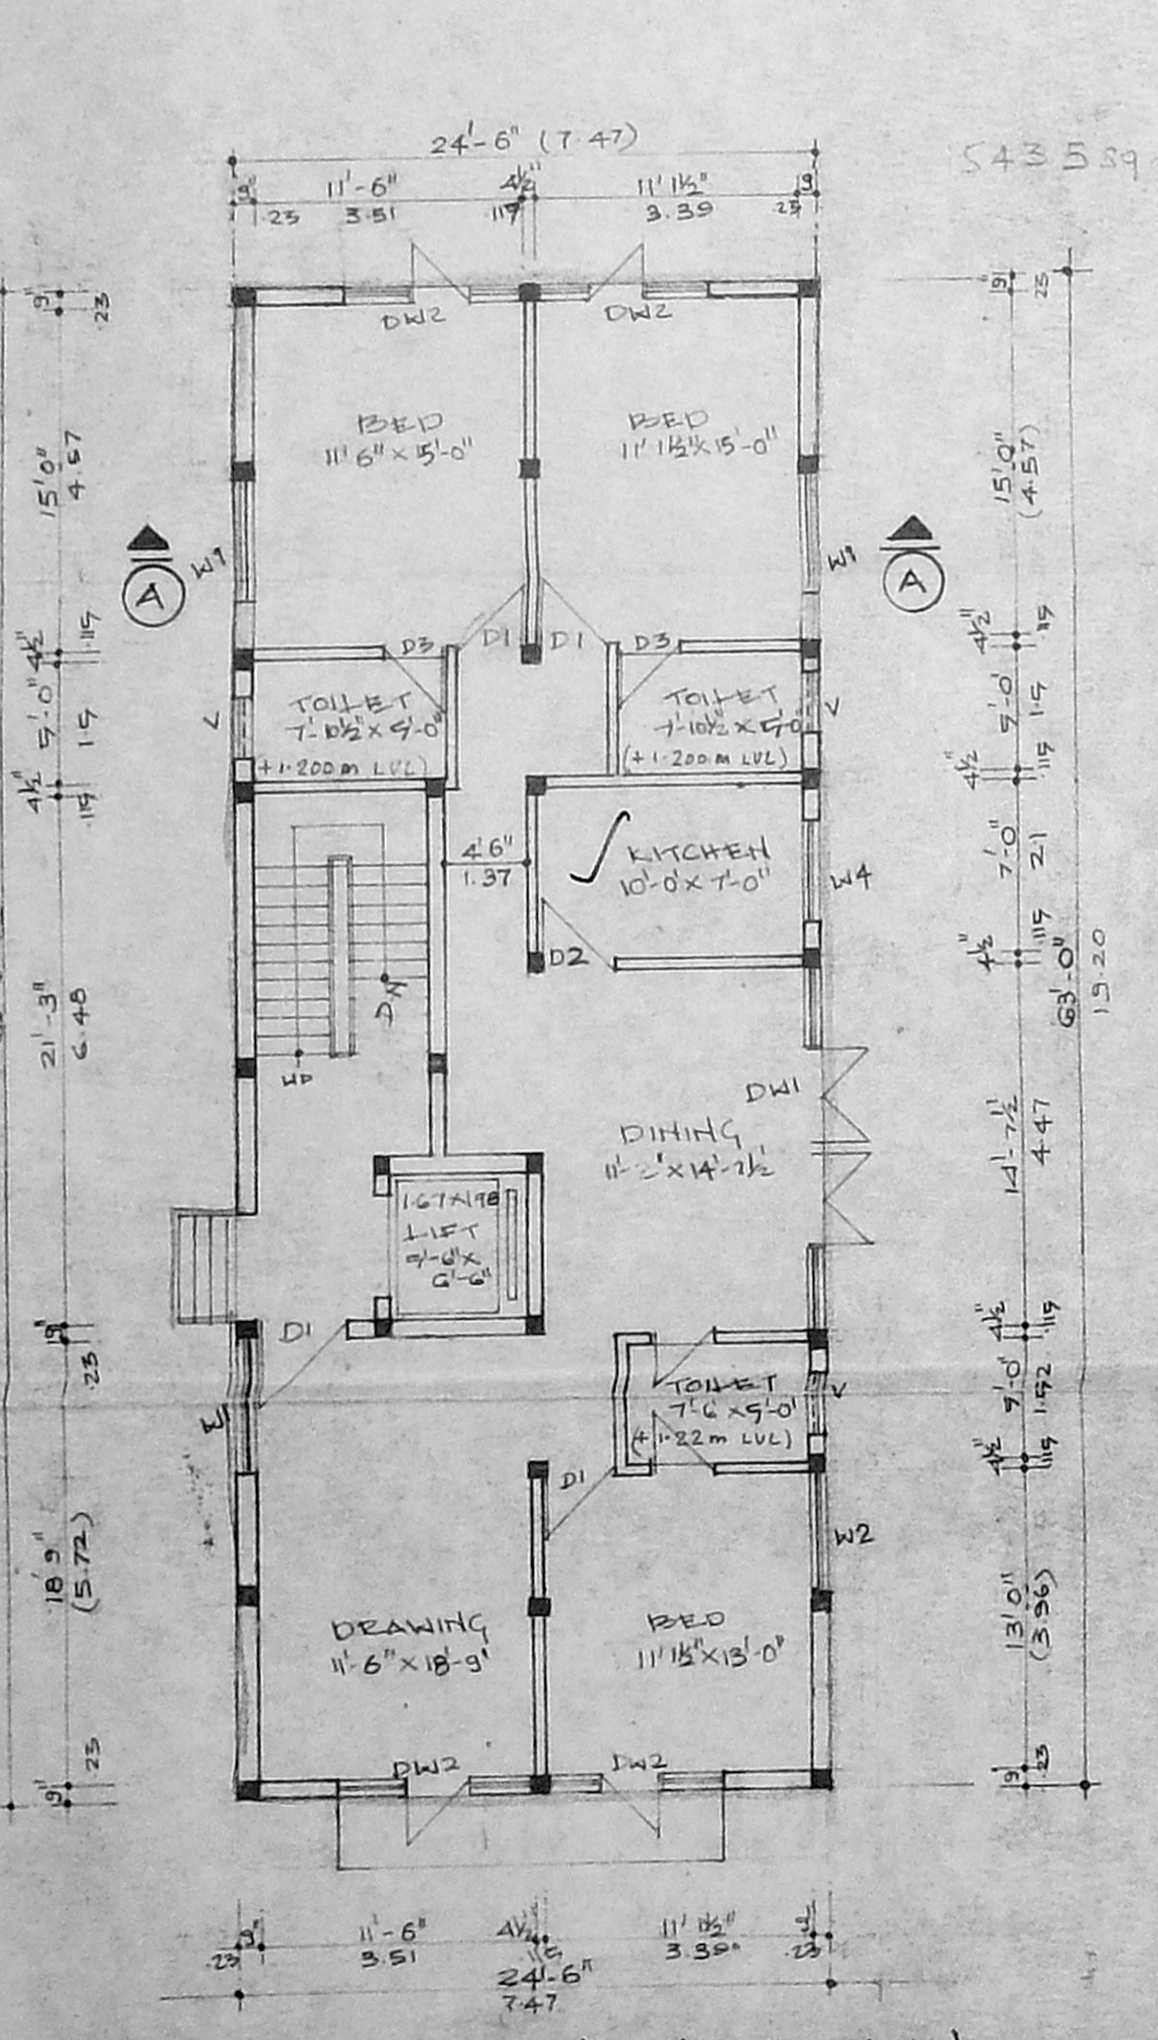 24'-6" (7.47)
5435 sq
9" 11'-6" 4½" 11' 1½" 9"
.23 3.51 .115 3.39 .23
9" 23
9" 23
DW2 DW2
BED
11' 6" x 15'-0"
BED
11' 1½" x 15'-0"
15'0"
4.57
15'0"
(4.57)
A
W1
W1
A
4½" .115
4½" .115
D3 D1 D1 D3
TOILET
7'-10½" x 5'-0"
(+1.200m LVL)
TOILET
7'-10½" x 5'-0"
(+1.200m LVL)
V
V
5'-0" 1.5
5'-0" 1.5
4½" .115
4½" .115
4'6"
1.37
KITCHEN
10'-0" x 7'-0"
W4
7'-0" 2.1
D2
4½" .115
63'-0"
19.20
DN
UP
21'-3"
6.48
DW1
DINING
11'-2" x 14'-7½"
14'-7½"
4.47
1.67x1.98
LIFT
5'-6" x
6'-6"
D1
.23
4½" .115
TOILET
7'-6" x 5'-0"
(+1.22m LVL)
V
5'-0" 1.52
W1
4½" .115
D1
W2
18'9"
(5.72)
DRAWING
11'-6" x 18'-9"
BED
11' 1½" x 13'-0"
13'0"
(3.96)
DW2 DW2
9" 23
9" .23
9" 11'-6" 4½" 11' 1½" 9"
.23 3.51 .115 3.39 .23
24'-6"
7.47